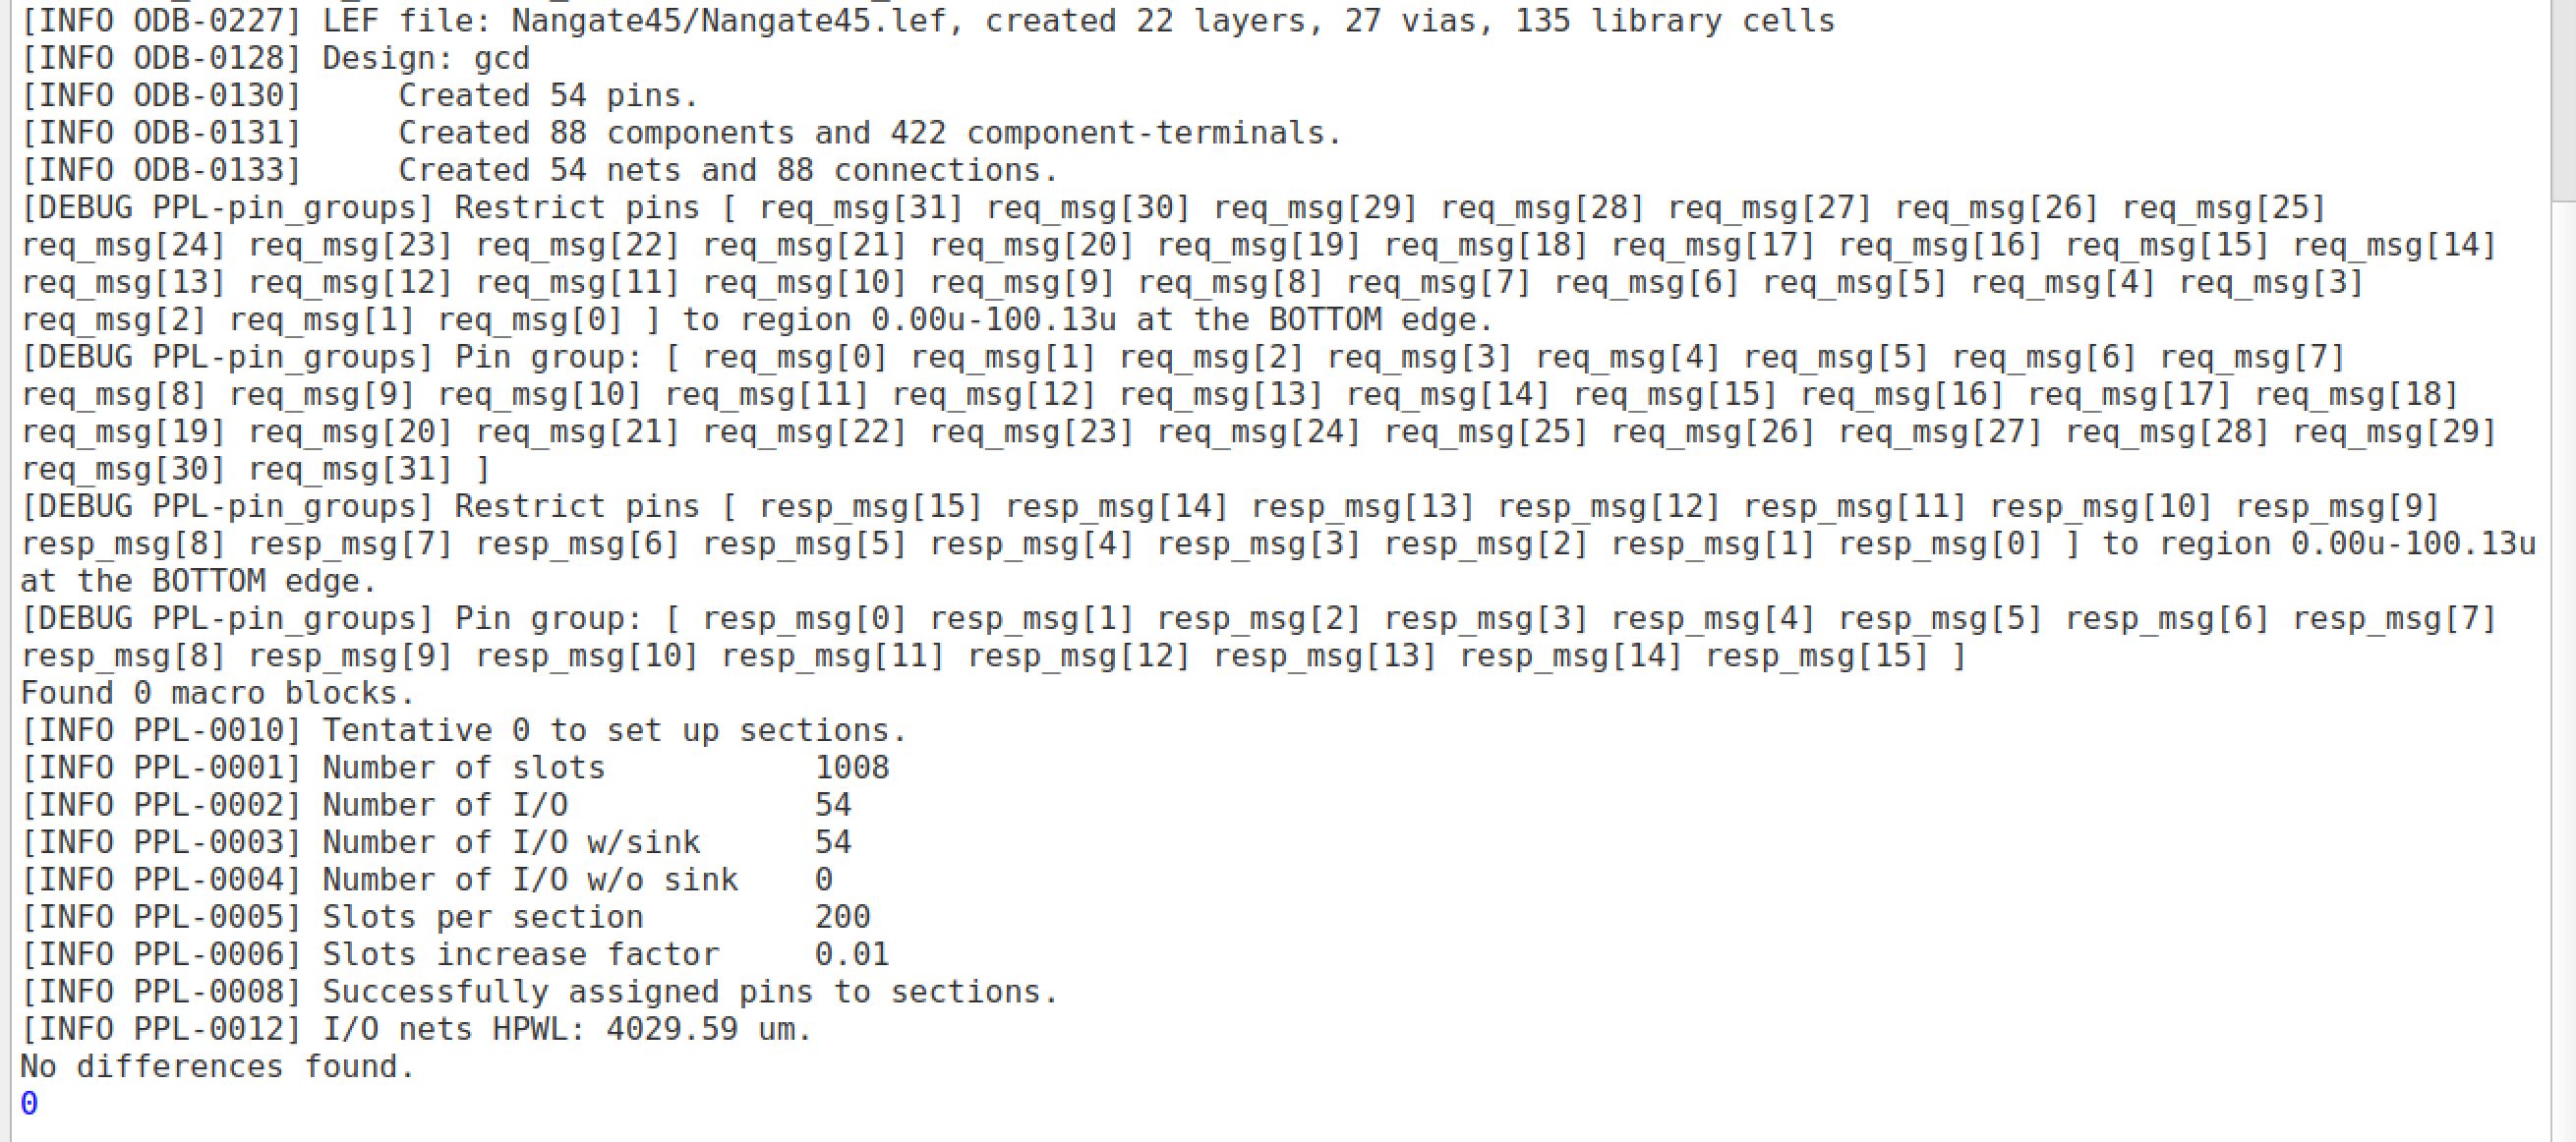 [INFO ODB-0227] LEF file: Nangate45/Nangate45.lef, created 22 layers, 27 vias, 135 library cells
[INFO ODB-0128] Design: gcd
[INFO ODB-0130]     Created 54 pins.
[INFO ODB-0131]     Created 88 components and 422 component-terminals.
[INFO ODB-0133]     Created 54 nets and 88 connections.
[DEBUG PPL-pin_groups] Restrict pins [ req_msg[31] req_msg[30] req_msg[29] req_msg[28] req_msg[27] req_msg[26] req_msg[25]
req_msg[24] req_msg[23] req_msg[22] req_msg[21] req_msg[20] req_msg[19] req_msg[18] req_msg[17] req_msg[16] req_msg[15] req_msg[14]
req_msg[13] req_msg[12] req_msg[11] req_msg[10] req_msg[9] req_msg[8] req_msg[7] req_msg[6] req_msg[5] req_msg[4] req_msg[3]
req_msg[2] req_msg[1] req_msg[0] ] to region 0.00u-100.13u at the BOTTOM edge.
[DEBUG PPL-pin_groups] Pin group: [ req_msg[0] req_msg[1] req_msg[2] req_msg[3] req_msg[4] req_msg[5] req_msg[6] req_msg[7]
req_msg[8] req_msg[9] req_msg[10] req_msg[11] req_msg[12] req_msg[13] req_msg[14] req_msg[15] req_msg[16] req_msg[17] req_msg[18]
req_msg[19] req_msg[20] req_msg[21] req_msg[22] req_msg[23] req_msg[24] req_msg[25] req_msg[26] req_msg[27] req_msg[28] req_msg[29]
req_msg[30] req_msg[31] ]
[DEBUG PPL-pin_groups] Restrict pins [ resp_msg[15] resp_msg[14] resp_msg[13] resp_msg[12] resp_msg[11] resp_msg[10] resp_msg[9]
resp_msg[8] resp_msg[7] resp_msg[6] resp_msg[5] resp_msg[4] resp_msg[3] resp_msg[2] resp_msg[1] resp_msg[0] ] to region 0.00u-100.13u
at the BOTTOM edge.
[DEBUG PPL-pin_groups] Pin group: [ resp_msg[0] resp_msg[1] resp_msg[2] resp_msg[3] resp_msg[4] resp_msg[5] resp_msg[6] resp_msg[7]
resp_msg[8] resp_msg[9] resp_msg[10] resp_msg[11] resp_msg[12] resp_msg[13] resp_msg[14] resp_msg[15] ]
Found 0 macro blocks.
[INFO PPL-0010] Tentative 0 to set up sections.
[INFO PPL-0001] Number of slots           1008
[INFO PPL-0002] Number of I/O             54
[INFO PPL-0003] Number of I/O w/sink      54
[INFO PPL-0004] Number of I/O w/o sink    0
[INFO PPL-0005] Slots per section         200
[INFO PPL-0006] Slots increase factor     0.01
[INFO PPL-0008] Successfully assigned pins to sections.
[INFO PPL-0012] I/O nets HPWL: 4029.59 um.
No differences found.
0